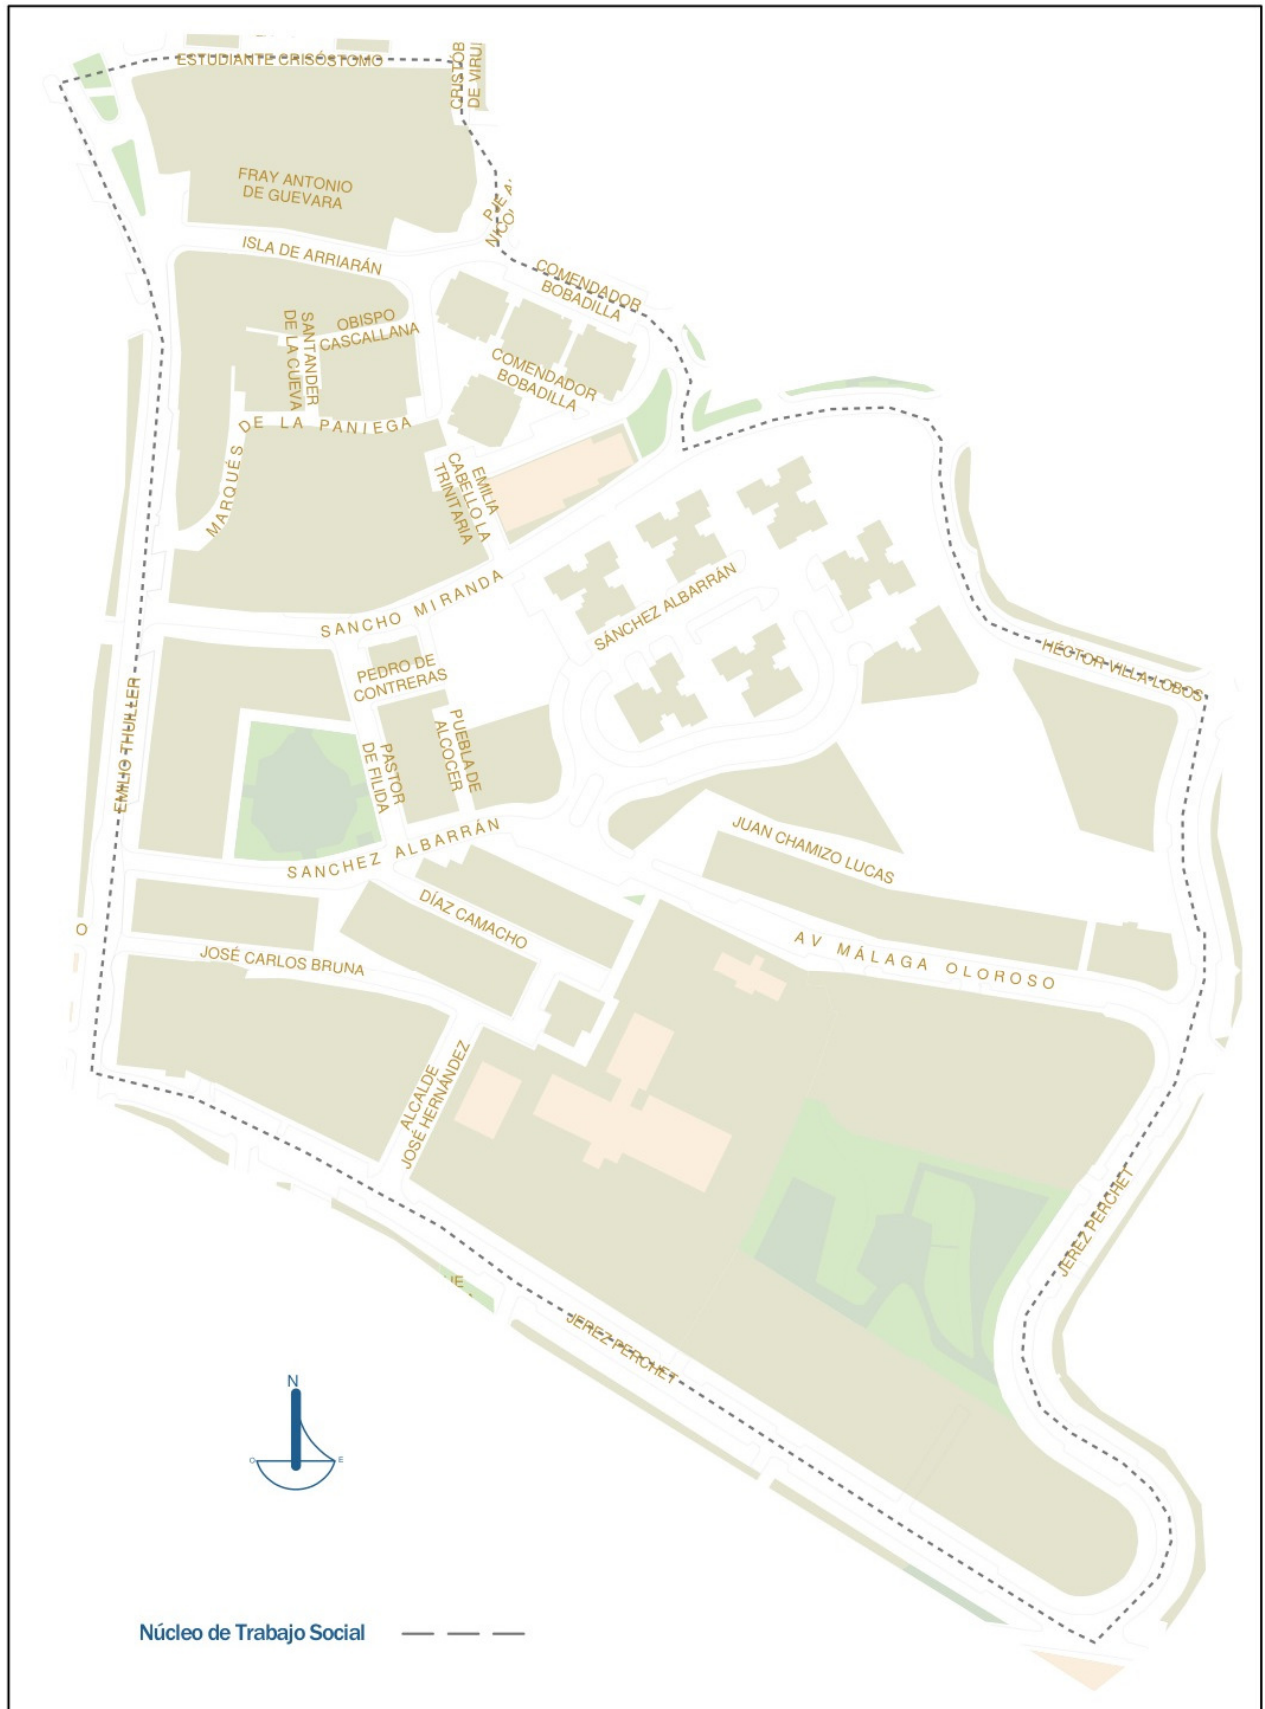 ESTUDIANTE CRISÓSTOMO
CRISTÓB
DE VIRU
FRAY ANTONIO
DE GUEVARA
PJE A
NICO
ISLA DE ARRIARÁN
COMENDADOR
BOBADILLA
OBISPO
CASCALLANA
SANTANDER
DE LA CUEVA
COMENDADOR
BOBADILLA
MARQUÉS DE LA PANIEGA
EMILIA
CABELLO LA
TRINITARIA
SANCHO MIRANDA
SÁNCHEZ ALBARRÁN
HÉCTOR VILLA-LOBOS
PEDRO DE
CONTRERAS
EMILIO THUILLER
PUEBLA DE
ALCOCER
PASTOR
DE FILIDA
SANCHEZ ALBARRÁN
JUAN CHAMIZO LUCAS
DÍAZ CAMACHO
O
JOSÉ CARLOS BRUNA
AV MÁLAGA OLOROSO
ALCALDE
JOSÉ HERNÁNDEZ
JEREZ PERCHET
JEREZ PERCHET
N
O
E
Núcleo de Trabajo Social